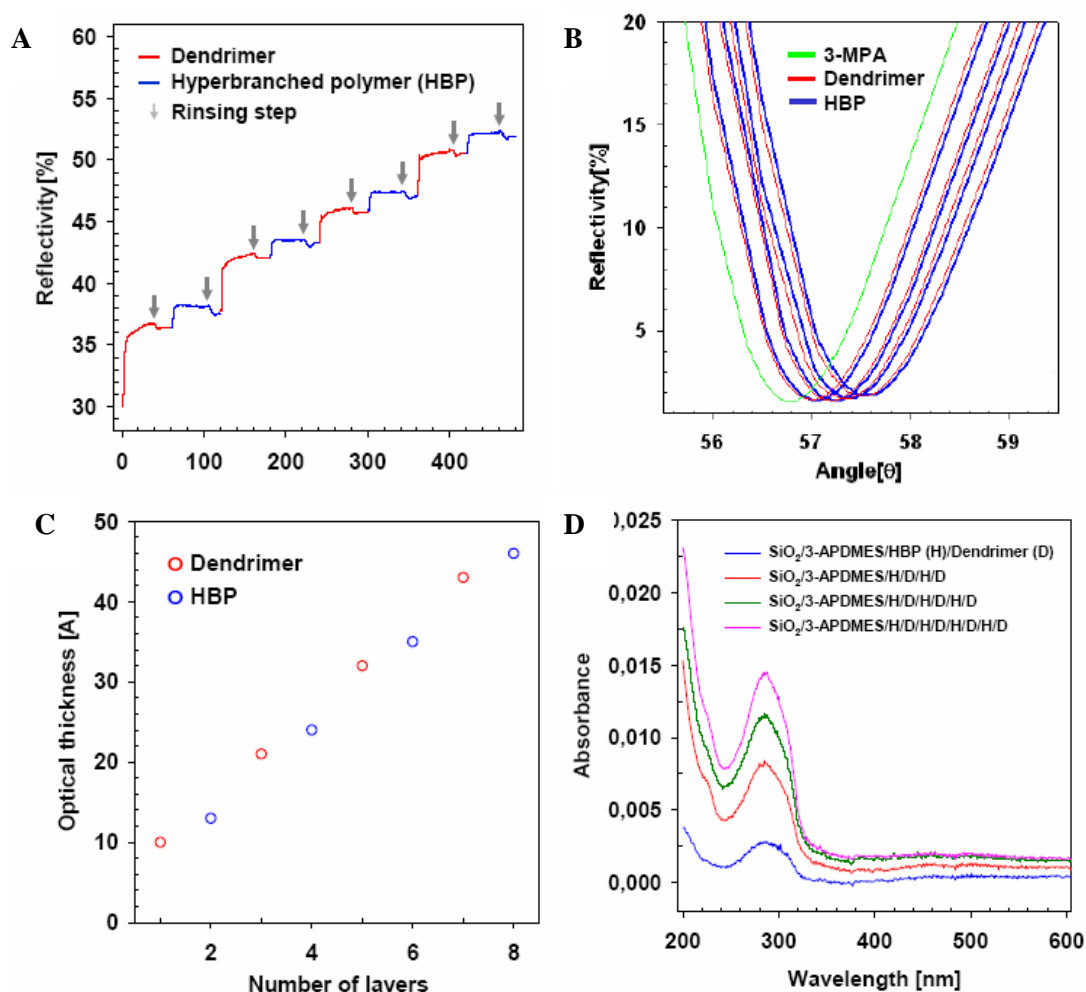 A
60
55
50
45
40
35
30
Reflectivity[%]
Dendrimer
Hyperbranched polymer (HBP)
Rinsing step
0 100 200 300 400
B
20
15
10
5
Reflectivity[%]
3-MPA
Dendrimer
HBP
56 57 58 59
Angle[θ]
C
50
40
30
20
10
0
Optical thickness [A]
Dendrimer
HBP
2 4 6 8
Number of layers
D
0,025
0,020
0,015
0,010
0,005
0,000
Absorbance
SiO2/3-APDMES/HBP (H)/Dendrimer (D)
SiO2/3-APDMES/H/D/H/D
SiO2/3-APDMES/H/D/H/D/H/D
SiO2/3-APDMES/H/D/H/D/H/D/H/D
200 300 400 500 600
Wavelength [nm]